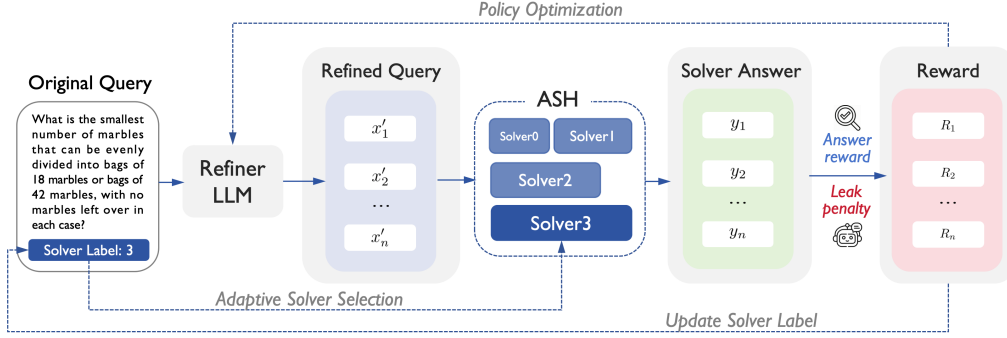 Policy Optimization
Original Query
What is the smallest
number of marbles
that can be evenly
divided into bags of
18 marbles or bags of
42 marbles, with no
marbles left over in
each case?
Solver Label: 3
Refiner
LLM
Refined Query
x′1
x′2
...
x′n
ASH
Solver0
Solver1
Solver2
Solver3
Solver Answer
y1
y2
...
yn
Answer
reward
Leak
penalty
Reward
R1
R2
...
Rn
Adaptive Solver Selection
Update Solver Label